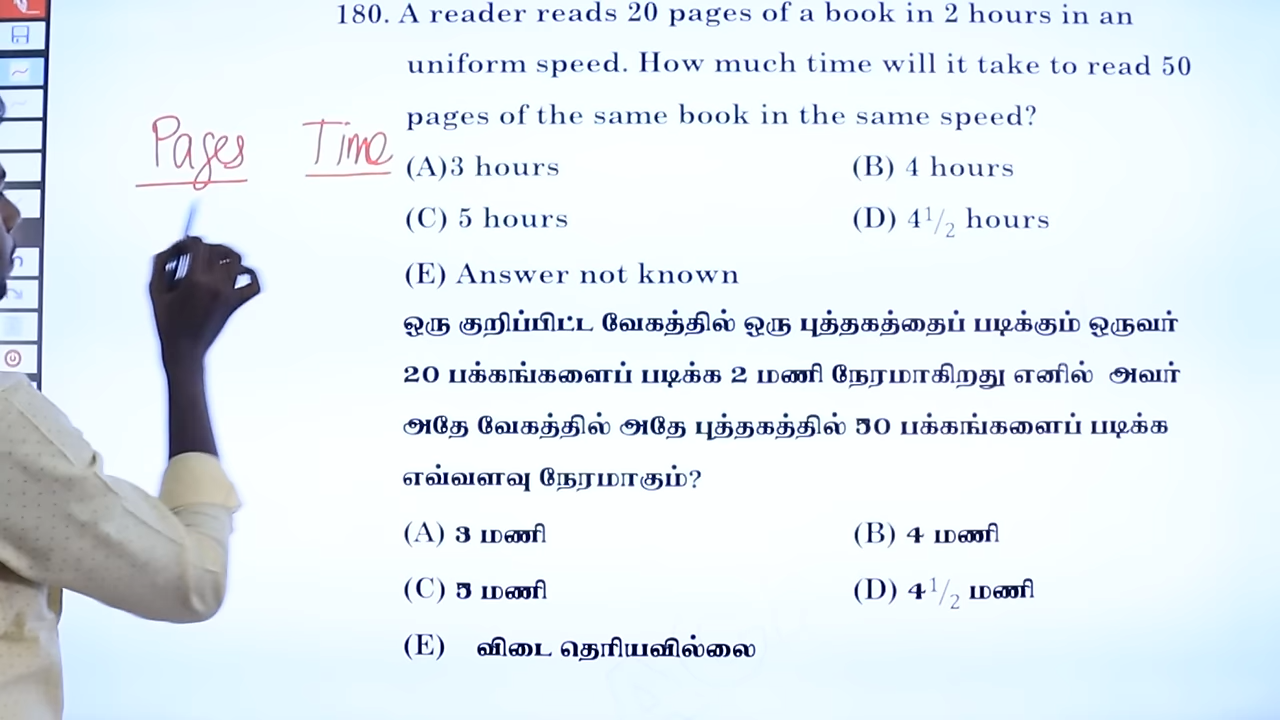 180. A reader reads 20 pages of a book in 2 hours in an
uniform speed. How much time will it take to read 50
pages of the same book in the same speed?
Pages Time
(A)3 hours (B) 4 hours
(C) 5 hours (D) 4 1/2 hours
(E) Answer not known
ஒரு குறிப்பிட்ட வேகத்தில் ஒரு புத்தகத்தைப் படிக்கும் ஒருவர்
20 பக்கங்களைப் படிக்க 2 மணி நேரமாகிறது எனில் அவர்
அதே வேகத்தில் அதே புத்தகத்தில் 50 பக்கங்களைப் படிக்க
எவ்வளவு நேரமாகும்?
(A) 3 மணி (B) 4 மணி
(C) 5 மணி (D) 4 1/2 மணி
(E) விடை தெரியவில்லை